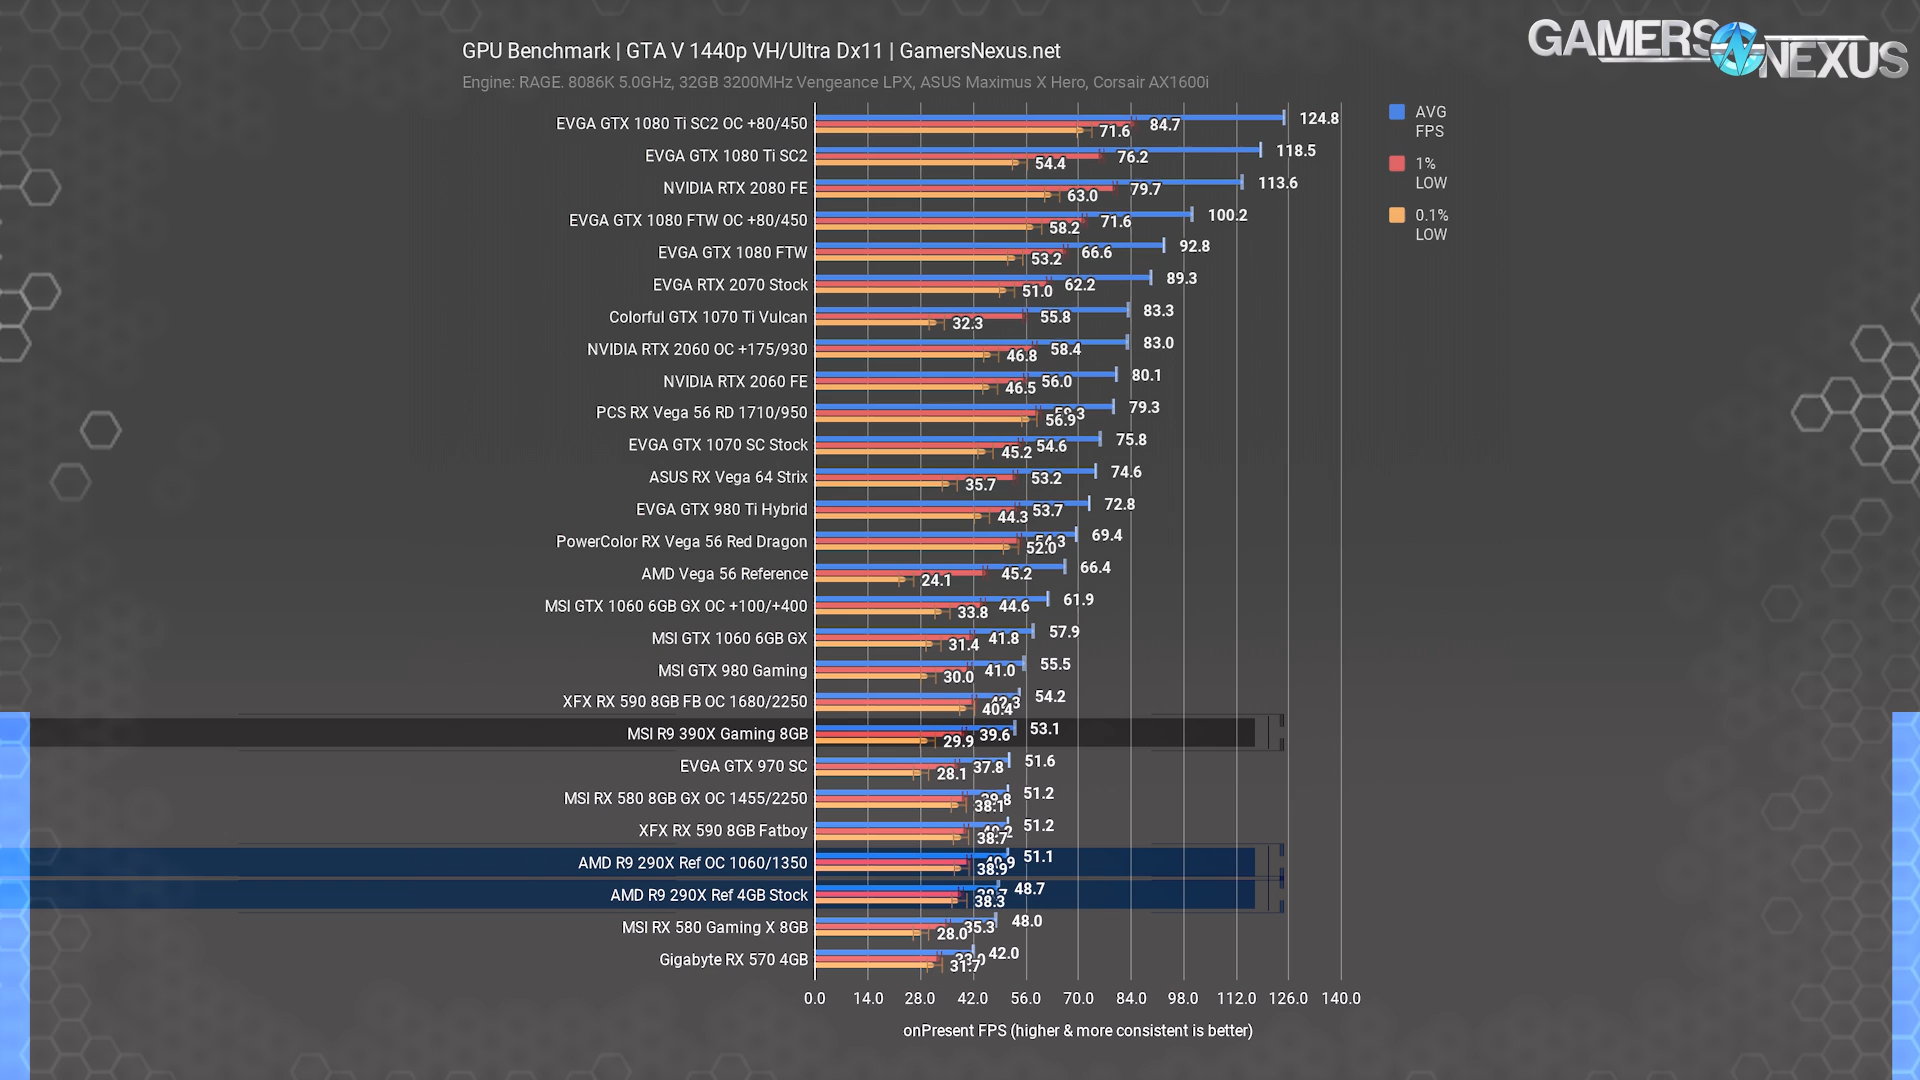 GAMERS NEXUS
GPU Benchmark | GTA V 1440p VH/Ultra Dx11 | GamersNexus.net
Engine: RAGE. 8086K 5.0GHz, 32GB 3200MHz Vengeance LPX, ASUS Maximus X Hero, Corsair AX1600i
AVG FPS
1% LOW
0.1% LOW
EVGA GTX 1080 Ti SC2 OC +80/450 124.8 84.7 71.6
EVGA GTX 1080 Ti SC2 118.5 76.2 54.4
NVIDIA RTX 2080 FE 113.6 79.7 63.0
EVGA GTX 1080 FTW OC +80/450 100.2 71.6 58.2
EVGA GTX 1080 FTW 92.8 66.6 53.2
EVGA RTX 2070 Stock 89.3 62.2 51.0
Colorful GTX 1070 Ti Vulcan 83.3 55.8 32.3
NVIDIA RTX 2060 OC +175/930 83.0 58.4 46.8
NVIDIA RTX 2060 FE 80.1 56.0 46.5
PCS RX Vega 56 RD 1710/950 79.3 56.9
EVGA GTX 1070 SC Stock 75.8 54.6 45.2
ASUS RX Vega 64 Strix 74.6 53.2 35.7
EVGA GTX 980 Ti Hybrid 72.8 53.7 44.3
PowerColor RX Vega 56 Red Dragon 69.4 52.0
AMD Vega 56 Reference 66.4 45.2 24.1
MSI GTX 1060 6GB GX OC +100/+400 61.9 44.6 33.8
MSI GTX 1060 6GB GX 57.9 41.8 31.4
MSI GTX 980 Gaming 55.5 41.0 30.0
XFX RX 590 8GB FB OC 1680/2250 54.2 40.4
MSI R9 390X Gaming 8GB 53.1 39.6 29.9
EVGA GTX 970 SC 51.6 37.8 28.1
MSI RX 580 8GB GX OC 1455/2250 51.2 38.1
XFX RX 590 8GB Fatboy 51.2 38.7
AMD R9 290X Ref OC 1060/1350 51.1 38.9
AMD R9 290X Ref 4GB Stock 48.7 38.3
MSI RX 580 Gaming X 8GB 48.0 35.3 28.0
Gigabyte RX 570 4GB 42.0 31.7
0.0 14.0 28.0 42.0 56.0 70.0 84.0 98.0 112.0 126.0 140.0
onPresent FPS (higher & more consistent is better)